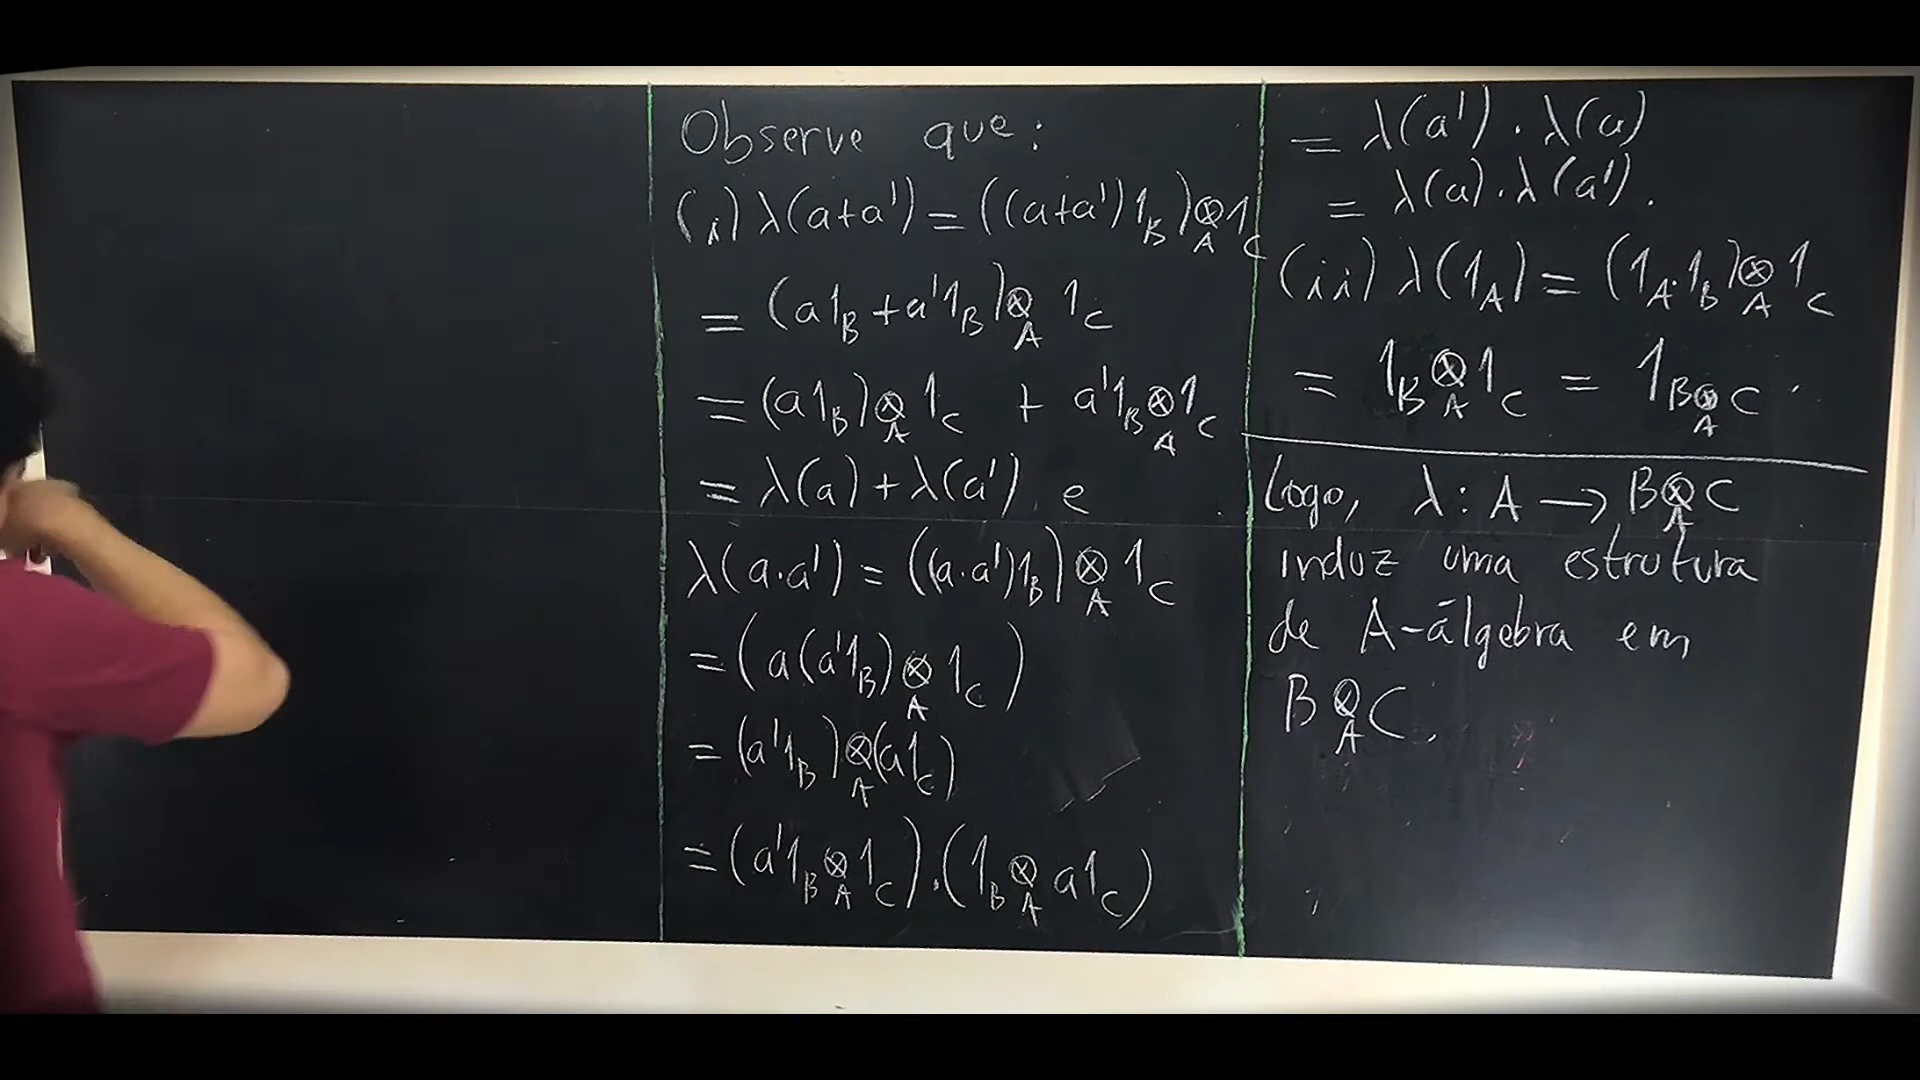 Observe que:
(i) λ(a+a') = ((a+a')1_B)⊗_A 1_C
= (a1_B + a'1_B)⊗_A 1_C
= (a1_B)⊗_A 1_C + a'1_B⊗_A 1_C
= λ(a)+λ(a') e
λ(a·a') = ((a·a')1_B)⊗_A 1_C
= (a(a'1_B)⊗_A 1_C)
= (a'1_B)⊗_A(a1_C)
= (a'1_B⊗_A 1_C)·(1_B⊗_A a1_C)
= λ(a')·λ(a)
= λ(a)·λ(a').
(ii) λ(1_A) = (1_A·1_B)⊗_A 1_C
= 1_B⊗_A 1_C = 1_{B⊗_A C}.
Logo, λ: A → B⊗_A C
induz uma estrutura
de A-álgebra em
B⊗_A C.